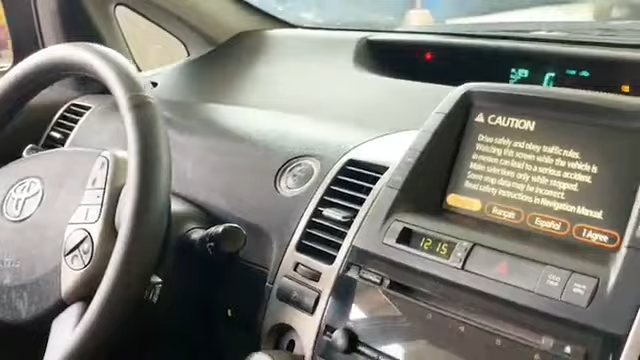 ⚠ CAUTION
Drive safely and obey traffic rules.
Watching this screen while the vehicle is
in motion can lead to a serious accident.
Make selections only while stopped.
Some map data may be incorrect.
Read safety instructions in Navigation Manual.
Français
Español
I Agree
12:15